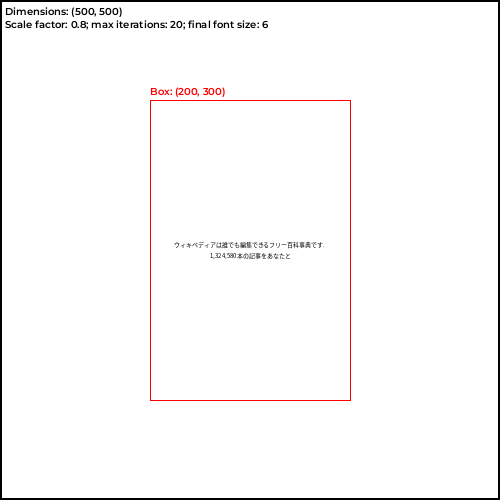 Dimensions: (500, 500)
Scale factor: 0.8; max iterations: 20; final font size: 6
Box: (200, 300)
ウィキペディアは誰でも編集できるフリー百科事典です.
1,324,580本の記事をあなたと